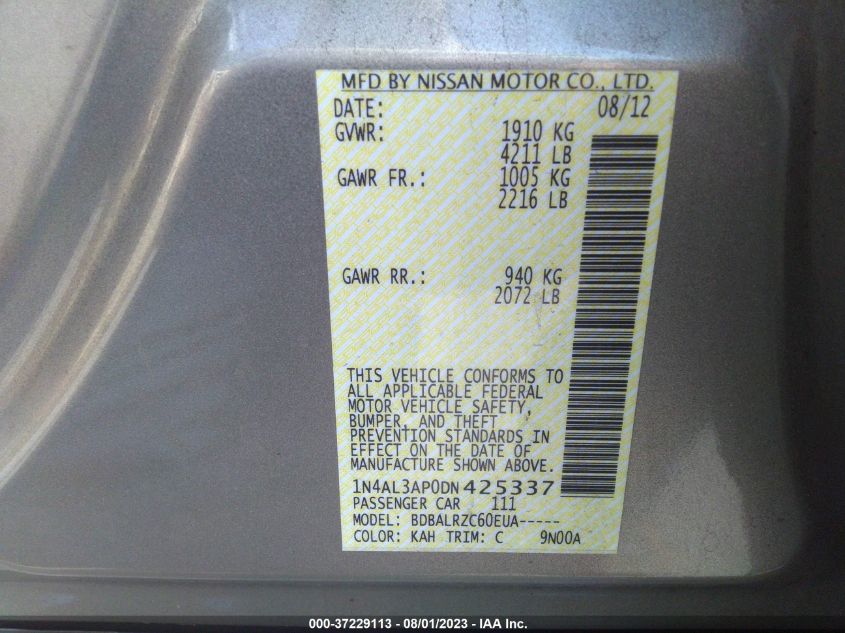 MFD BY NISSAN MOTOR CO., LTD.
DATE: 08/12
GVWR: 1910 KG
4211 LB
GAWR FR.: 1005 KG
2216 LB
GAWR RR.: 940 KG
2072 LB
THIS VEHICLE CONFORMS TO
ALL APPLICABLE FEDERAL
MOTOR VEHICLE SAFETY,
BUMPER, AND THEFT
PREVENTION STANDARDS IN
EFFECT ON THE DATE OF
MANUFACTURE SHOWN ABOVE.
1N4AL3AP0DN 425337
PASSENGER CAR 111
MODEL: BDBALRZC60EUA-----
COLOR: KAH TRIM: C 9N00A
000-37229113 - 08/01/2023 - IAA Inc.